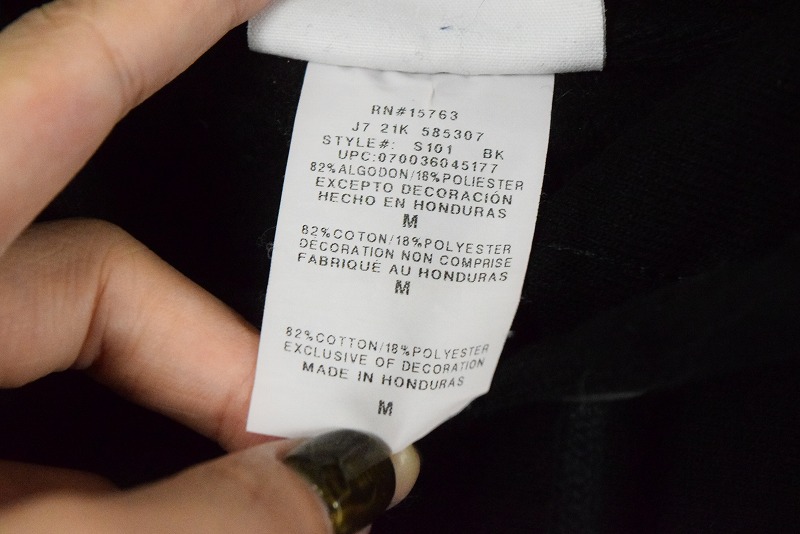 RN#15763
J7 21K 585307
STYLE#: S101 BK
UPC:070036045177
82%ALGODON/18%POLIESTER
EXCEPTO DECORACIÓN
HECHO EN HONDURAS
M
82%COTON/18%POLYESTER
DECORATION NON COMPRISE
FABRIQUÉ AU HONDURAS
M
82%COTTON/18%POLYESTER
EXCLUSIVE OF DECORATION
MADE IN HONDURAS
M